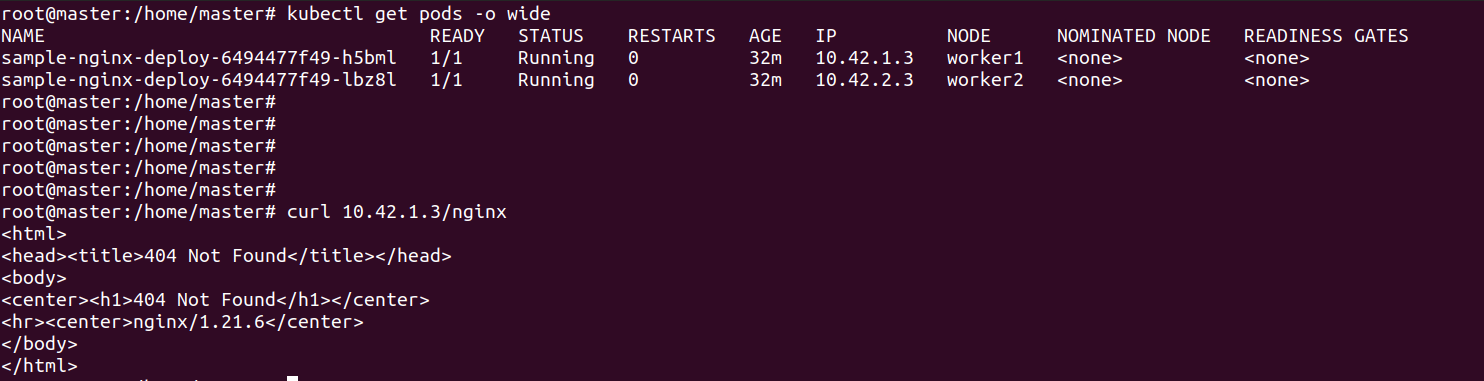 root@master:/home/master# kubectl get pods -o wide
NAME READY STATUS RESTARTS AGE IP NODE NOMINATED NODE READINESS GATES
sample-nginx-deploy-6494477f49-h5bml 1/1 Running 0 32m 10.42.1.3 worker1 <none> <none>
sample-nginx-deploy-6494477f49-lbz8l 1/1 Running 0 32m 10.42.2.3 worker2 <none> <none>
root@master:/home/master#
root@master:/home/master#
root@master:/home/master#
root@master:/home/master#
root@master:/home/master#
root@master:/home/master# curl 10.42.1.3/nginx
<html>
<head><title>404 Not Found</title></head>
<body>
<center><h1>404 Not Found</h1></center>
<hr><center>nginx/1.21.6</center>
</body>
</html>